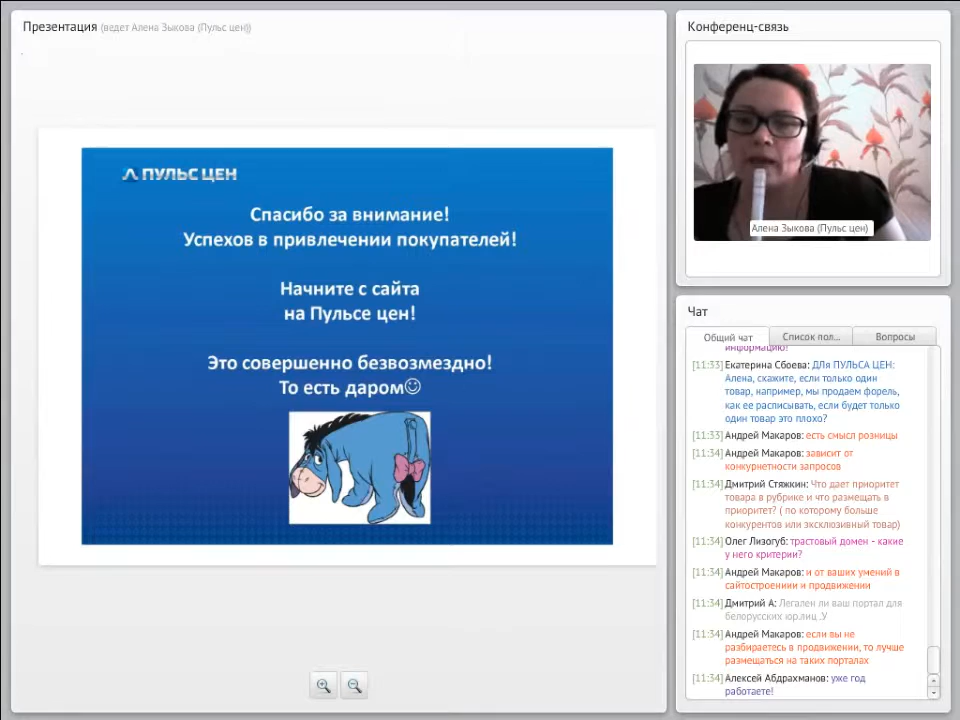 Презентация (ведет Алена Зыкова (Пульс цен))
ПУЛЬС ЦЕН
Спасибо за внимание!
Успехов в привлечении покупателей!
Начните с сайта
на Пульсе цен!
Это совершенно безвозмездно!
То есть даром☺
Конференц-связь
Алена Зыкова (Пульс цен)
Чат
Общий чат
Список пол...
Вопросы
информацию!
[11:33] Екатерина Сбоева: ДЛя ПУЛЬСА ЦЕН:
Алена, скажите, если только один
товар, например, мы продаем форель,
как ее расписывать, если будет только
один товар это плохо?
[11:33] Андрей Макаров: есть смысл розницы
[11:34] Андрей Макаров: зависит от
конкурнетности запросов
[11:34] Дмитрий Стяжкин: Что дает приоритет
товара в рубрике и что размещать в
приоритет? ( по которому больше
конкурентов или эксклюзивный товар)
[11:34] Олег Лизогуб: трастовый домен - какие
у него критерии?
[11:34] Андрей Макаров: и от ваших умений в
сайтостроениии и продвижении
[11:34] Дмитрий А: Легален ли ваш портал для
белорусских юр.лиц .У
[11:34] Андрей Макаров: если вы не
разбираетесь в продвижении, то лучше
размещаться на таких порталах
[11:34] Алексей Абдрахманов: уже год
работаете!